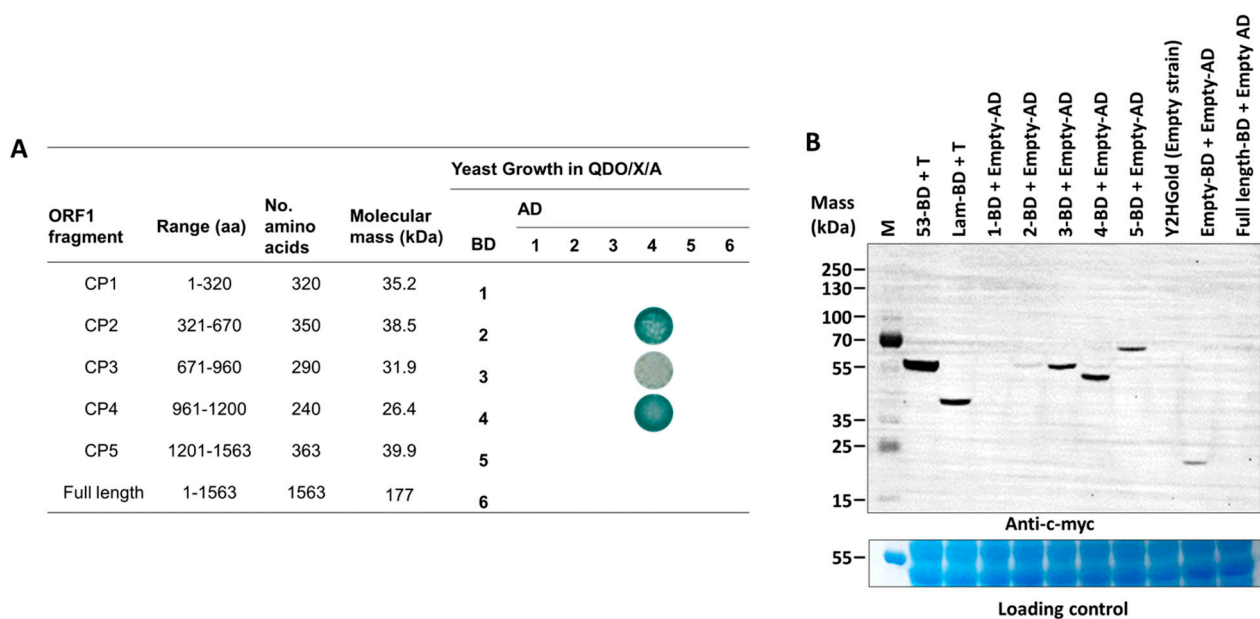 A
Yeast Growth in QDO/X/A
ORF1 fragment Range (aa) No. amino acids Molecular mass (kDa) BD AD
1 2 3 4 5 6
CP1 1-320 320 35.2 1
CP2 321-670 350 38.5 2
CP3 671-960 290 31.9 3
CP4 961-1200 240 26.4 4
CP5 1201-1563 363 39.9 5
Full length 1-1563 1563 177 6
B
Mass
(kDa)
M
53-BD + T
Lam-BD + T
1-BD + Empty-AD
2-BD + Empty-AD
3-BD + Empty-AD
4-BD + Empty-AD
5-BD + Empty-AD
Y2HGold (Empty strain)
Empty-BD + Empty-AD
Full length-BD + Empty AD
250
130
100
70
55
35
25
15
Anti-c-myc
55
Loading control